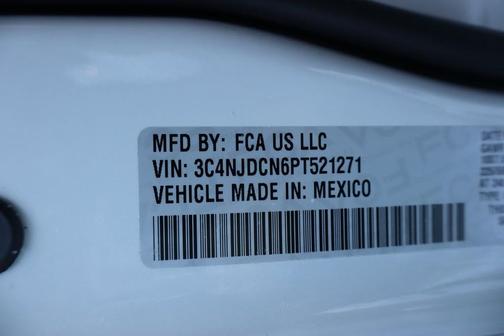 MFD BY: FCA US LLC
VIN: 3C4NJDCN6PT521271
VEHICLE MADE IN: MEXICO